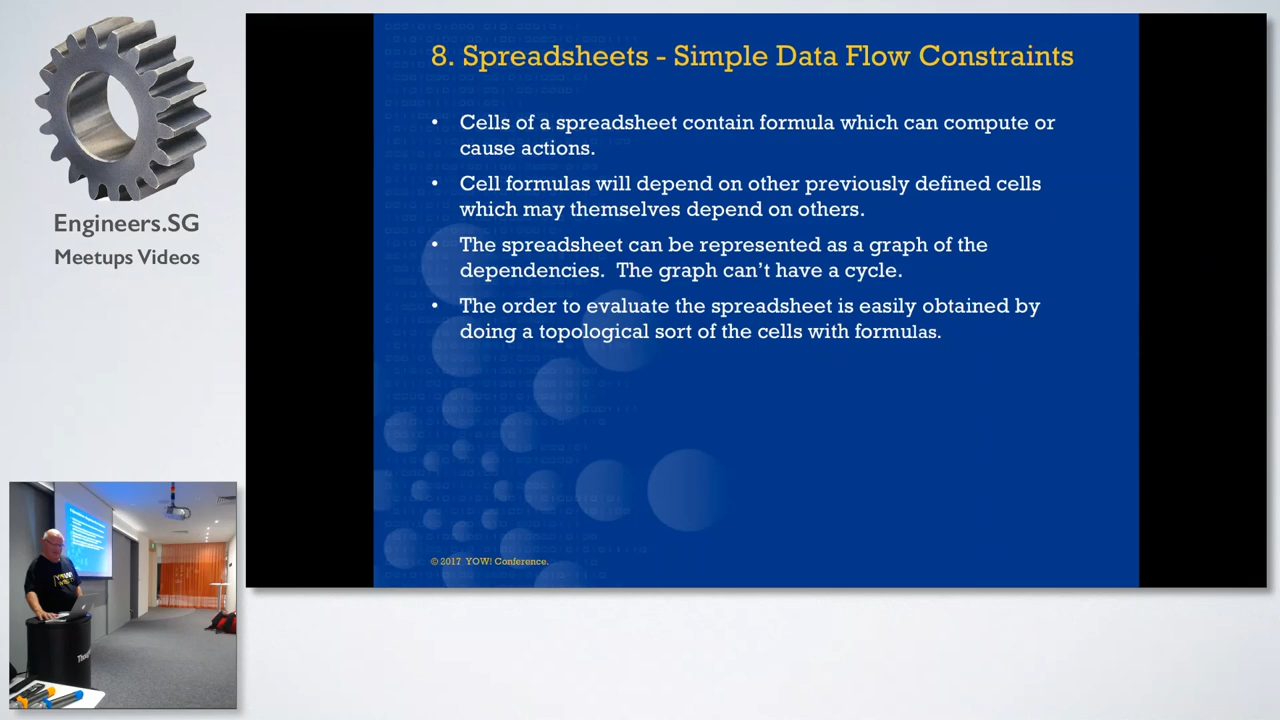 Engineers.SG
Meetups Videos
8. Spreadsheets - Simple Data Flow Constraints
• Cells of a spreadsheet contain formula which can compute or
cause actions.
• Cell formulas will depend on other previously defined cells
which may themselves depend on others.
• The spreadsheet can be represented as a graph of the
dependencies. The graph can’t have a cycle.
• The order to evaluate the spreadsheet is easily obtained by
doing a topological sort of the cells with formulas.
© 2017 YOW! Conference.